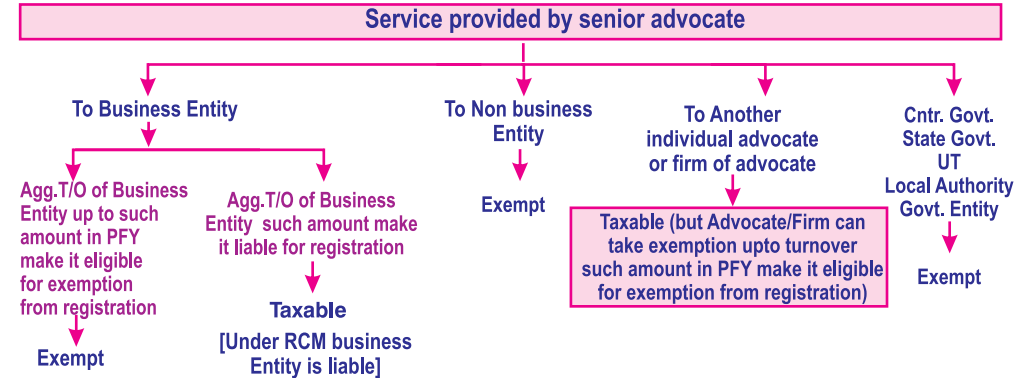 Service provided by senior advocate
To Business Entity
Agg.T/O of Business
Entity up to such
amount in PFY
make it eligible
for exemption
from registration
Exempt
Agg.T/O of Business
Entity such amount make
it liable for registration
Taxable
[Under RCM business
Entity is liable]
To Non business
Entity
Exempt
To Another
individual advocate
or firm of advocate
Taxable (but Advocate/Firm can
take exemption upto turnover
such amount in PFY make it eligible
for exemption from registration)
Cntr. Govt.
State Govt.
UT
Local Authority
Govt. Entity
Exempt